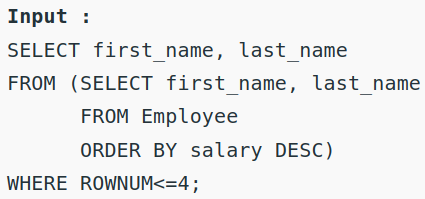 Input :
SELECT first_name, last_name
FROM (SELECT first_name, last_name
FROM Employee
ORDER BY salary DESC)
WHERE ROWNUM<=4;